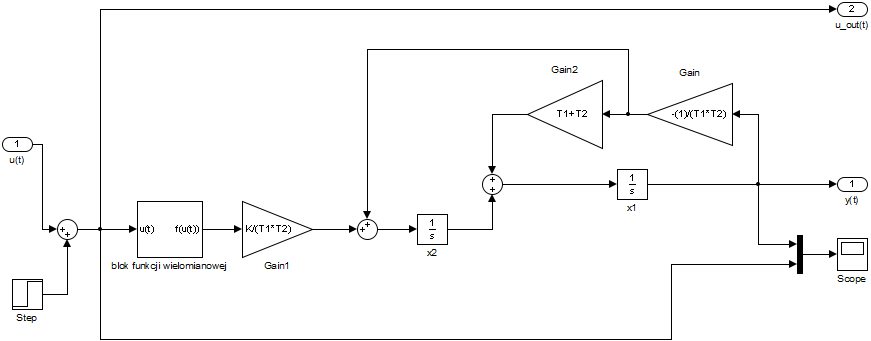 2
u_out(t)
Gain2
Gain
T1+T2
-(1)/(T1*T2)
1
u(t)
1
s
x1
1
y(t)
u(t) f(u(t))
K/(T1*T2)
1
s
x2
blok funkcji wielomianowej
Gain1
Scope
Step